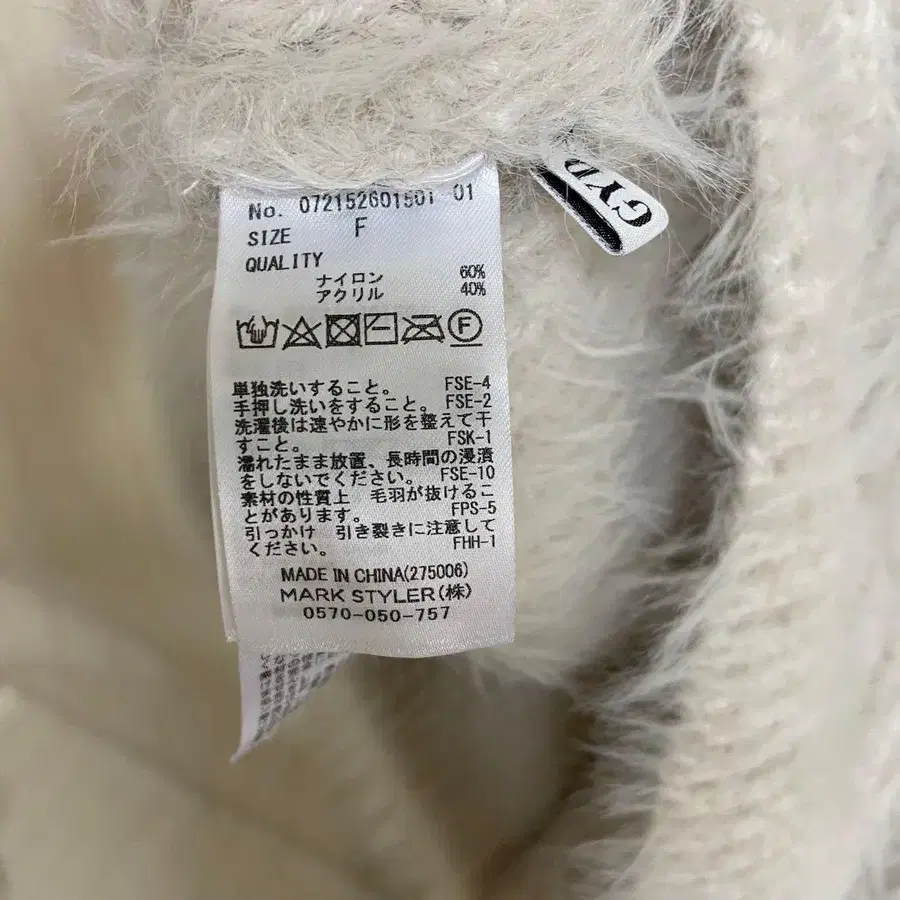 No. 072152601501 01
SIZE F
QUALITY
ナイロン 60%
アクリル 40%
F
単独洗いすること。 FSE-4
手押し洗いをすること。 FSE-2
洗濯後は速やかに形を整えて干
すこと。 FSK-1
濡れたまま放置、長時間の浸漬
をしないでください。 FSE-10
素材の性質上 毛羽が抜けるこ
とがあります。 FPS-5
引っかけ 引き裂きに注意して
ください。 FHH-1
MADE IN CHINA(275006)
MARK STYLER(株)
0570-050-757
GYD